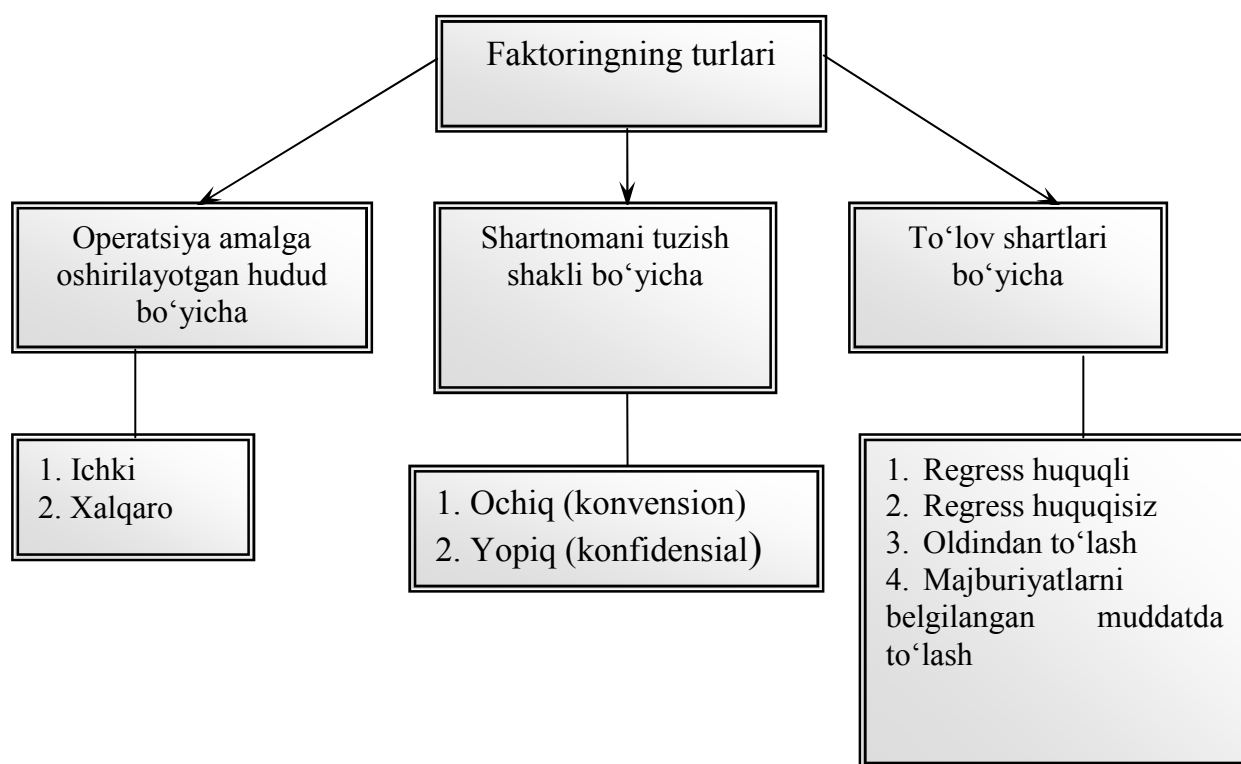 Faktoringning turlari
Operatsiya amalga
oshirilayotgan hudud
bo‘yicha
Shartnomani tuzish
shakli bo‘yicha
To‘lov shartlari
bo‘yicha
1. Ichki
2. Xalqaro
1. Ochiq (konvension)
2. Yopiq (konfidensial)
1. Regress huquqli
2. Regress huquqisiz
3. Oldindan to‘lash
4. Majburiyatlarni
belgilangan muddatda
to‘lash